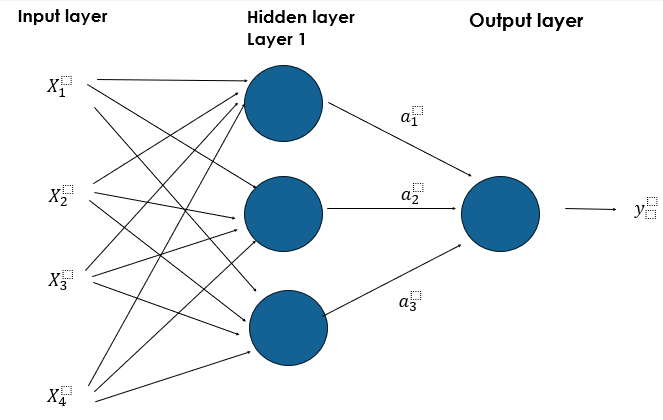 Input layer
Hidden layer
Layer 1
Output layer
X₁
X₂
X₃
X₄
a₁
a₂
a₃
y